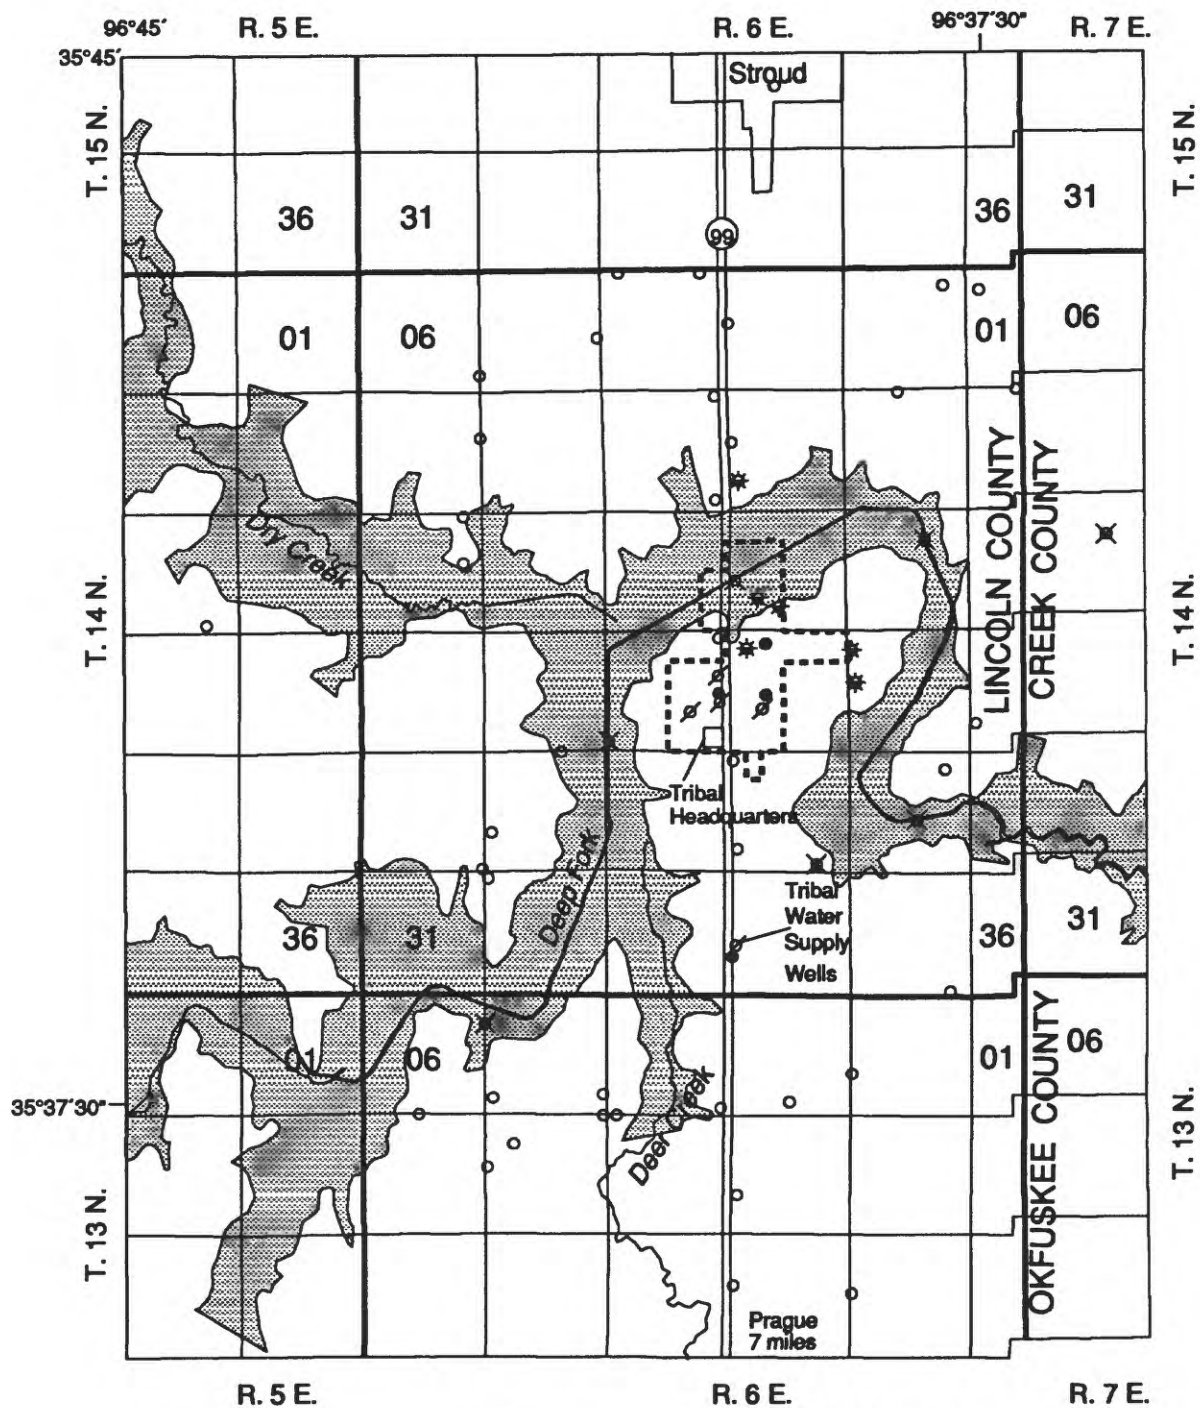 96°45´
R. 5 E.
R. 6 E.
96°37´30"
R. 7 E.
35°45´
Stroud
T. 15 N.
T. 15 N.
36
31
36
31
99
01
06
01
06
LINCOLN COUNTY
CREEK COUNTY
Dry Creek
T. 14 N.
T. 14 N.
Tribal
Headquarters
Deep Fork
Tribal
Water
Supply
Wells
36
31
36
31
01
06
01
06
OKFUSKEE COUNTY
35°37´30"
Deer Creek
T. 13 N.
T. 13 N.
Prague
7 miles
R. 5 E.
R. 6 E.
R. 7 E.